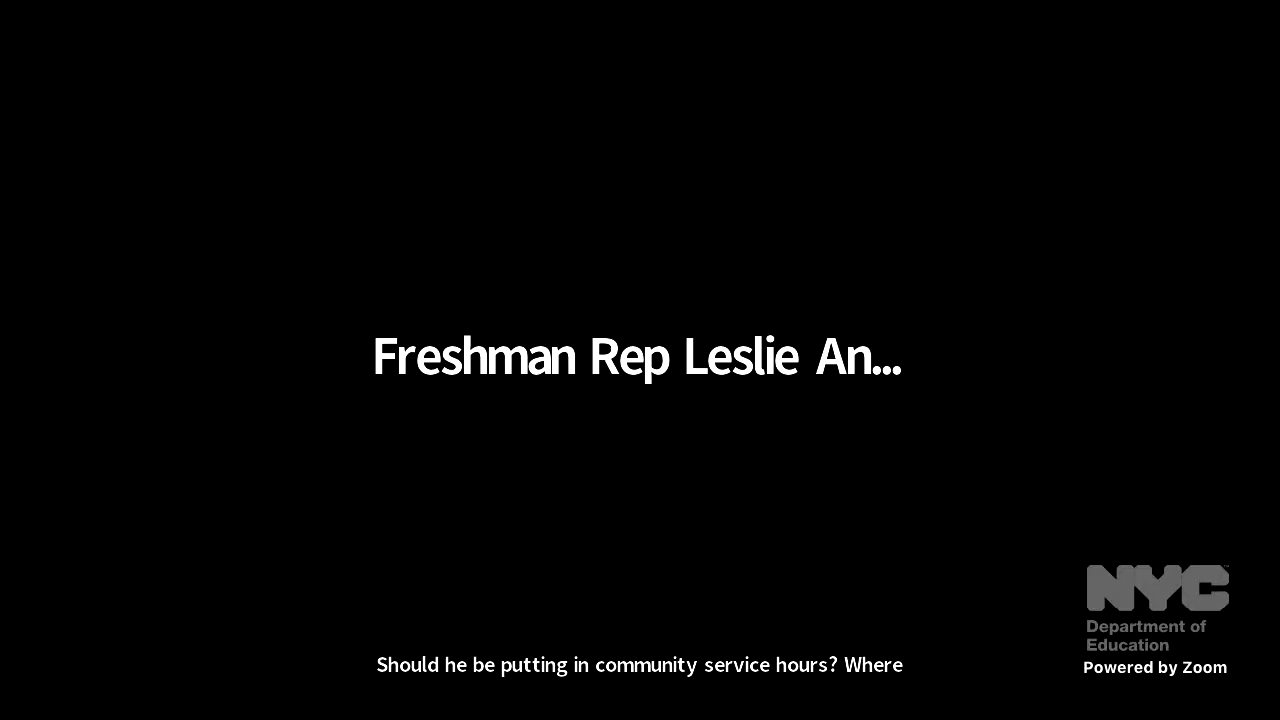 Freshman Rep Leslie An...
NYC
Department of
Education
Should he be putting in community service hours? Where
Powered by Zoom